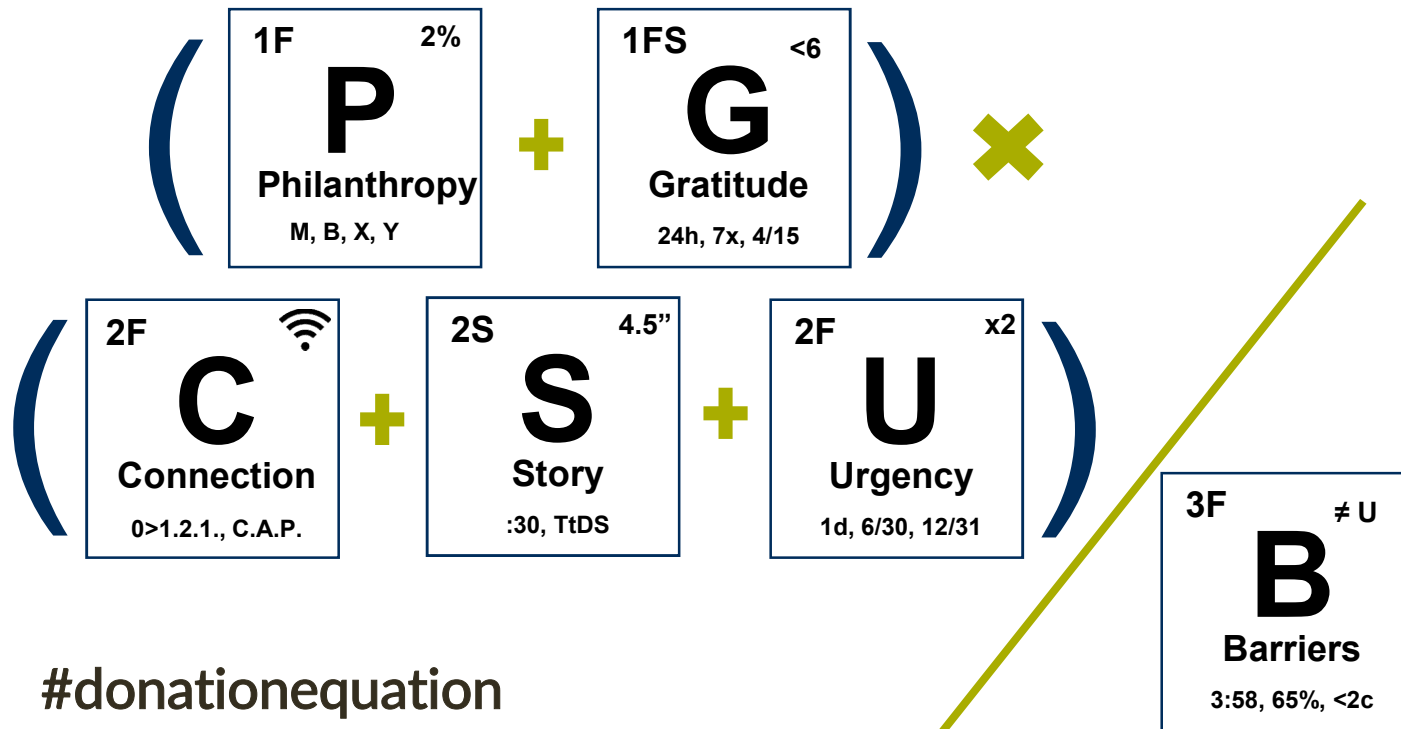 ( 1F 2% + 1FS <6 ) ×
P G
Philanthropy Gratitude
M, B, X, Y 24h, 7x, 4/15
( 2F + 2S 4.5” + 2F x2 ) /
C S U
Connection Story Urgency
0>1.2.1., C.A.P. :30, TtDS 1d, 6/30, 12/31
3F ≠ U
B
Barriers
3:58, 65%, <2c
#donationequation